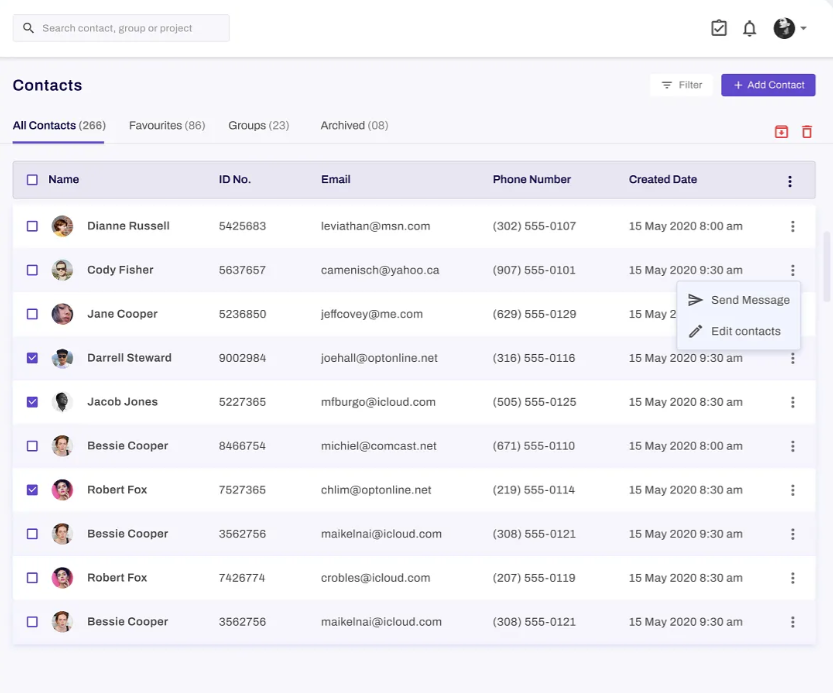 Search contact, group or project
Contacts
Filter
+ Add Contact
All Contacts (266) Favourites (86) Groups (23) Archived (08)
Name ID No. Email Phone Number Created Date
Dianne Russell 5425683 leviathan@msn.com (302) 555-0107 15 May 2020 8:00 am
Cody Fisher 5637657 camenisch@yahoo.ca (907) 555-0101 15 May 2020 9:30 am
Send Message
Jane Cooper 5236850 jeffcovey@me.com (629) 555-0129 15 May 2
Edit contacts
Darrell Steward 9002984 joehall@optonline.net (316) 555-0116 15 May 2020 9:30 am
Jacob Jones 5227365 mfburgo@icloud.com (505) 555-0125 15 May 2020 8:30 am
Bessie Cooper 8466754 michiel@comcast.net (671) 555-0110 15 May 2020 8:00 am
Robert Fox 7527365 chlim@optonline.net (219) 555-0114 15 May 2020 8:30 am
Bessie Cooper 3562756 maikelnai@icloud.com (308) 555-0121 15 May 2020 9:30 am
Robert Fox 7426774 crobles@icloud.com (207) 555-0119 15 May 2020 8:30 am
Bessie Cooper 3562756 maikelnai@icloud.com (308) 555-0121 15 May 2020 9:30 am